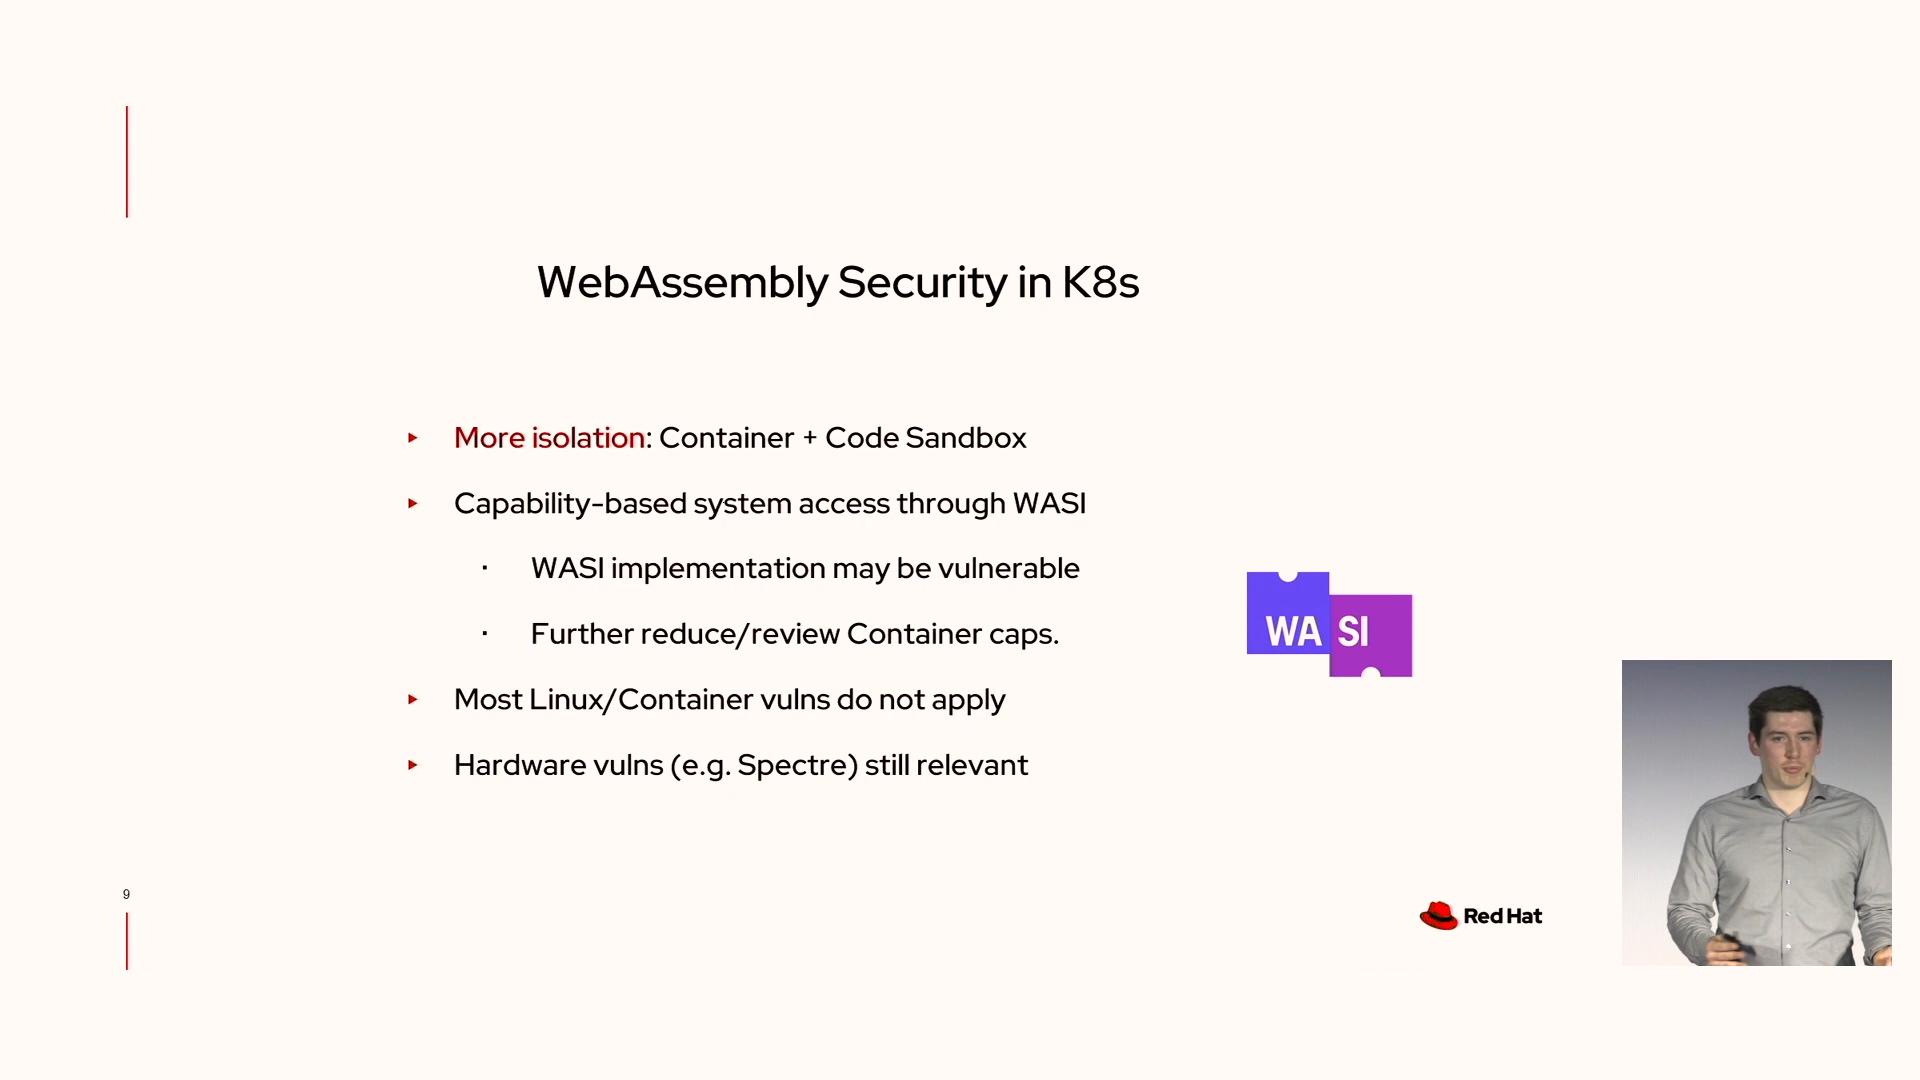 WebAssembly Security in K8s
▸ More isolation: Container + Code Sandbox
▸ Capability-based system access through WASI
· WASI implementation may be vulnerable
· Further reduce/review Container caps.
▸ Most Linux/Container vulns do not apply
▸ Hardware vulns (e.g. Spectre) still relevant
WA SI
9
Red Hat